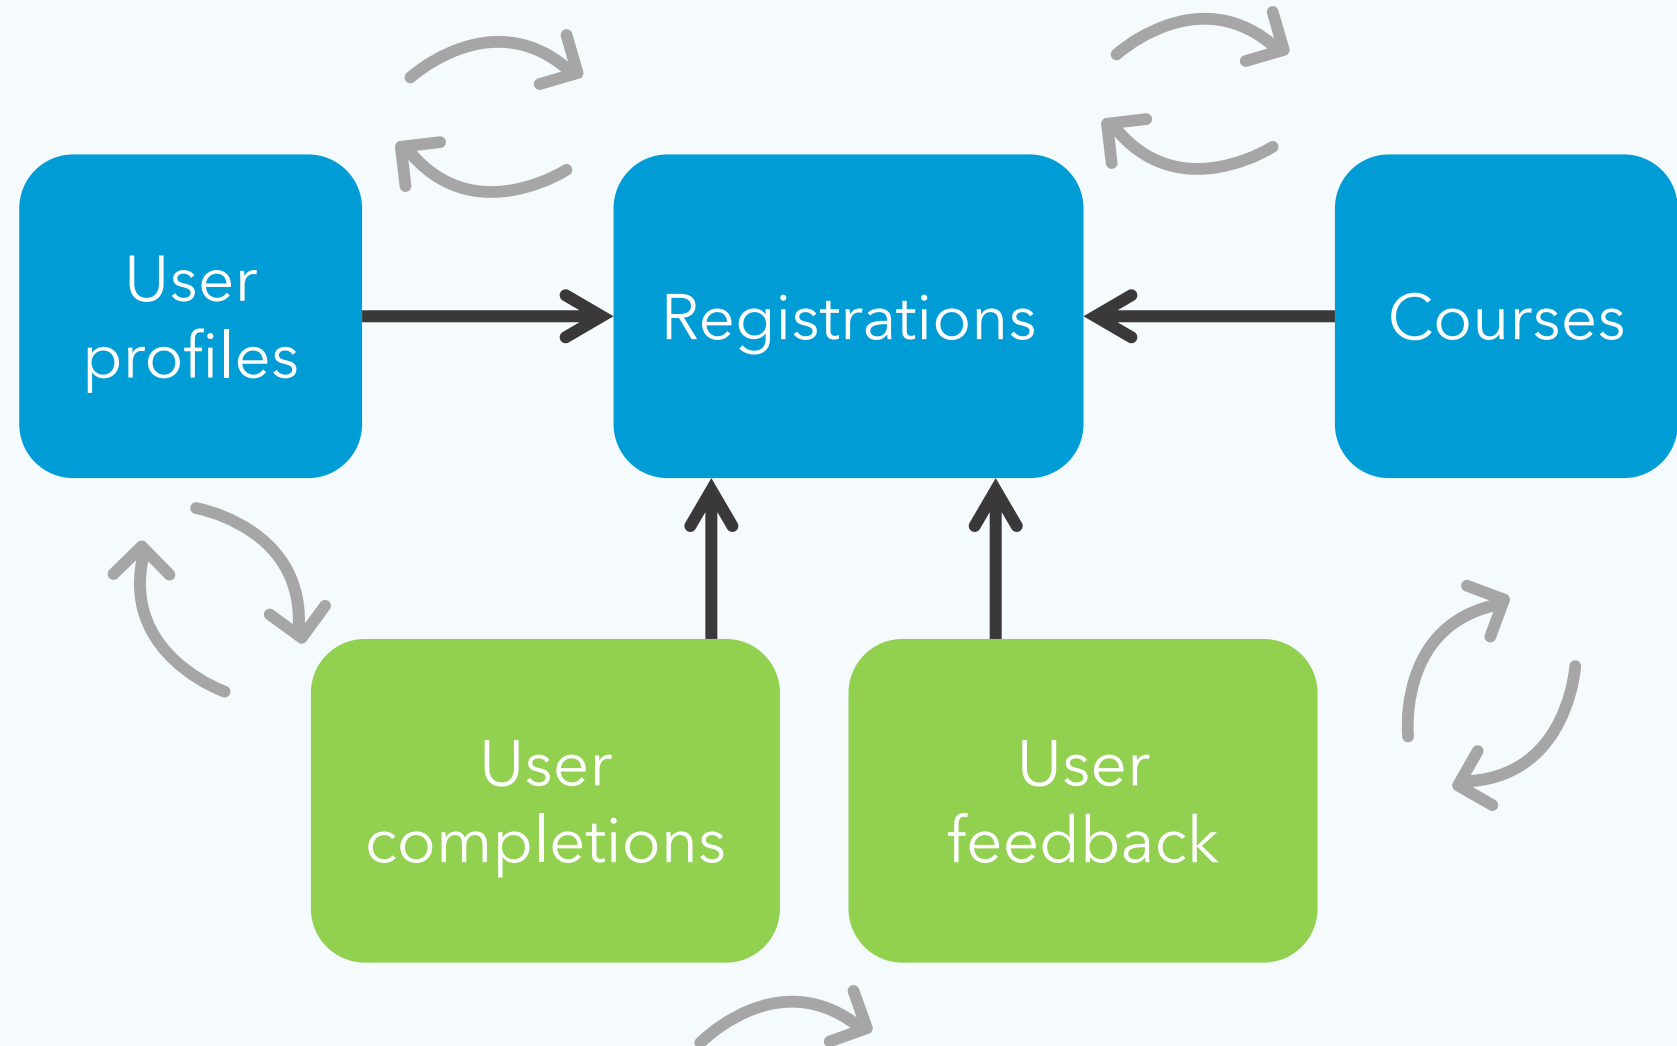 User
profiles
Registrations
Courses
User
completions
User
feedback